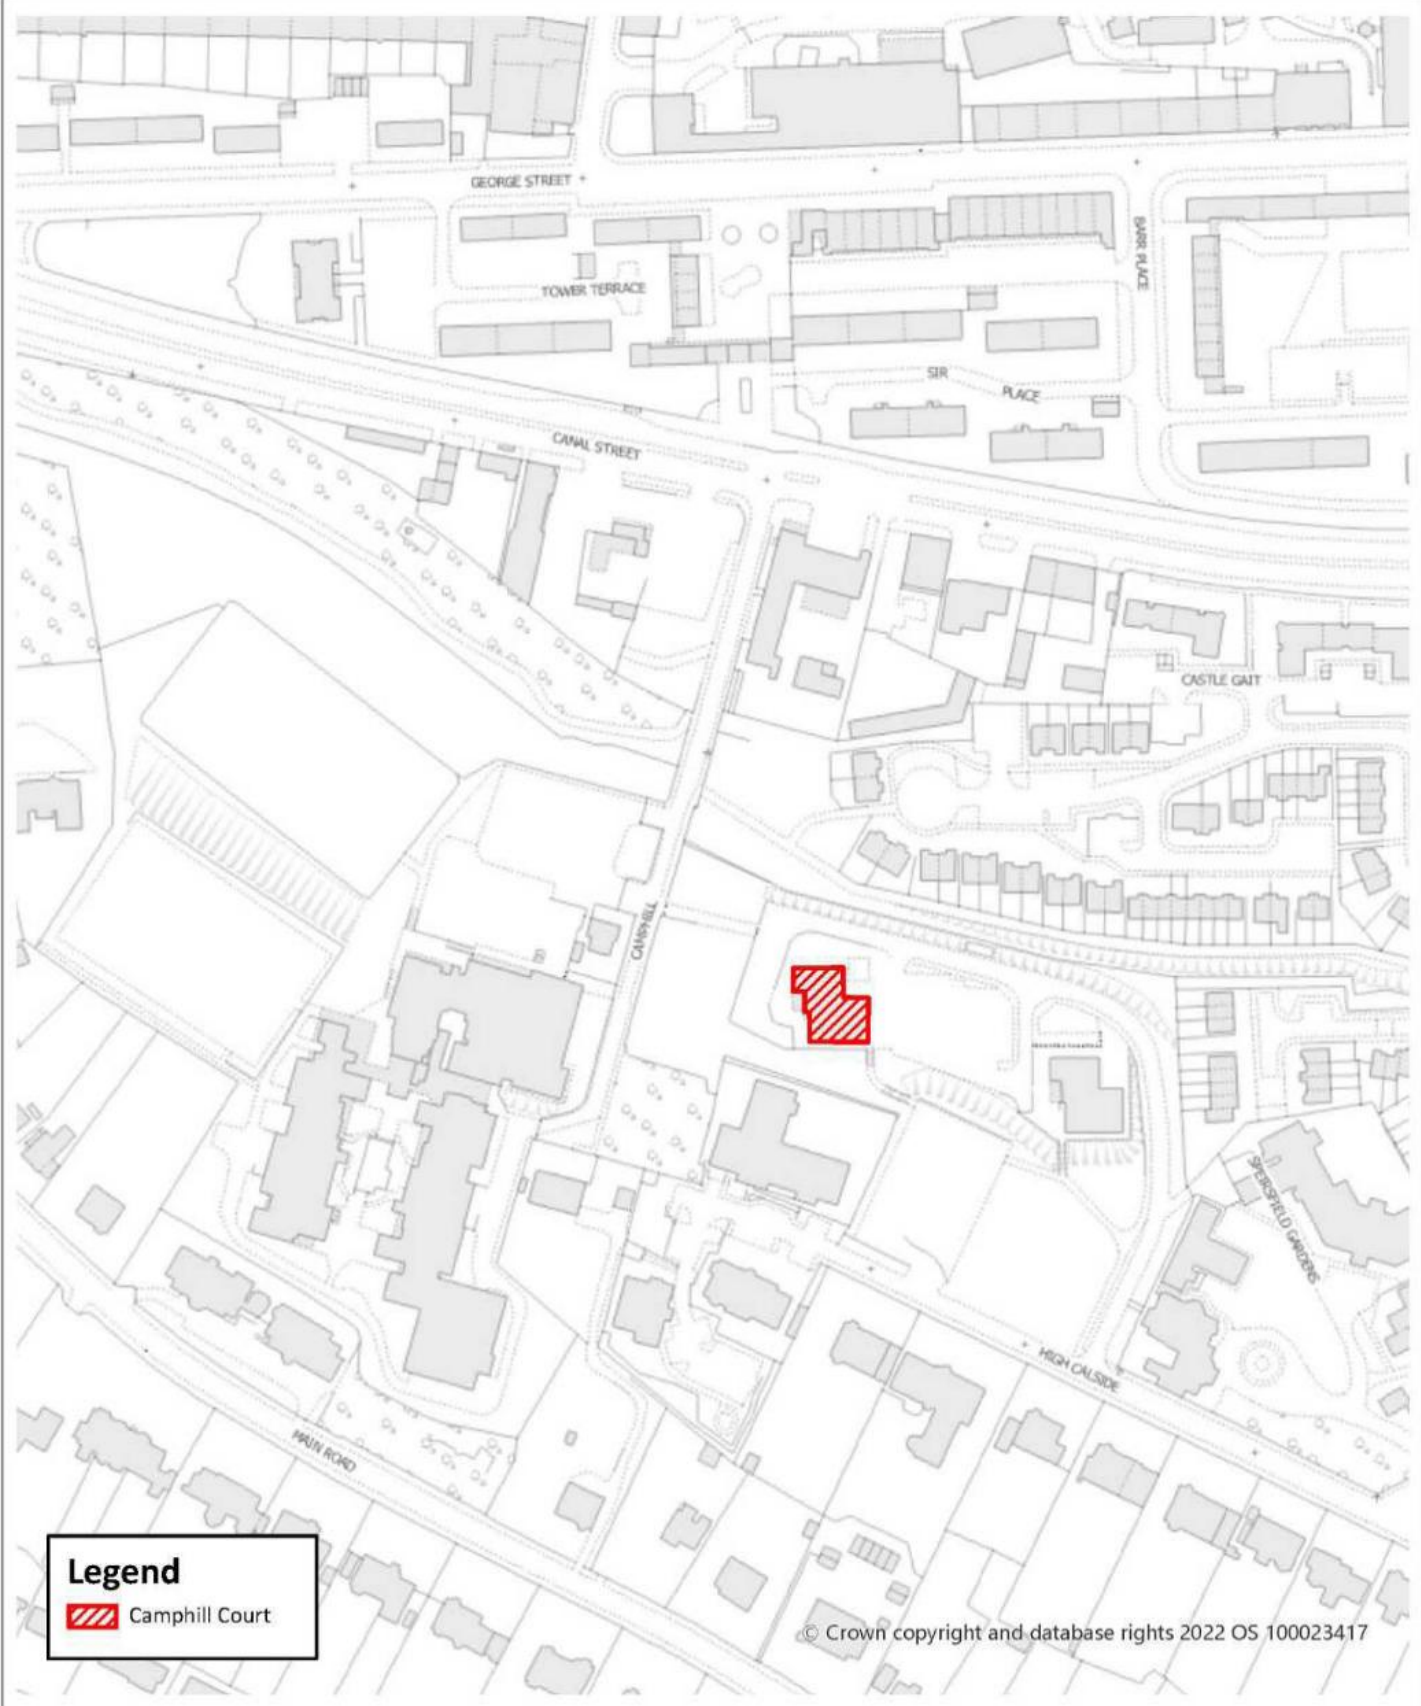 GEORGE STREET
BARR PLACE
TOWER TERRACE
SIR
PLACE
CANAL STREET
CASTLE GAIT
CAMPHILL
SPEIRSFIELD GARDENS
HIGH CALSIDE
MAIN ROAD
Legend
Camphill Court
© Crown copyright and database rights 2022 OS 100023417